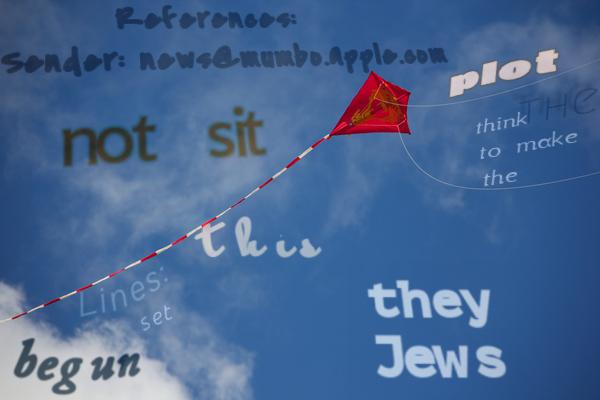 References:
Sender: news@mumbo.apple.com
plot
THE
think
to make
the
not sit
this
Lines:
set
they
Jews
begun